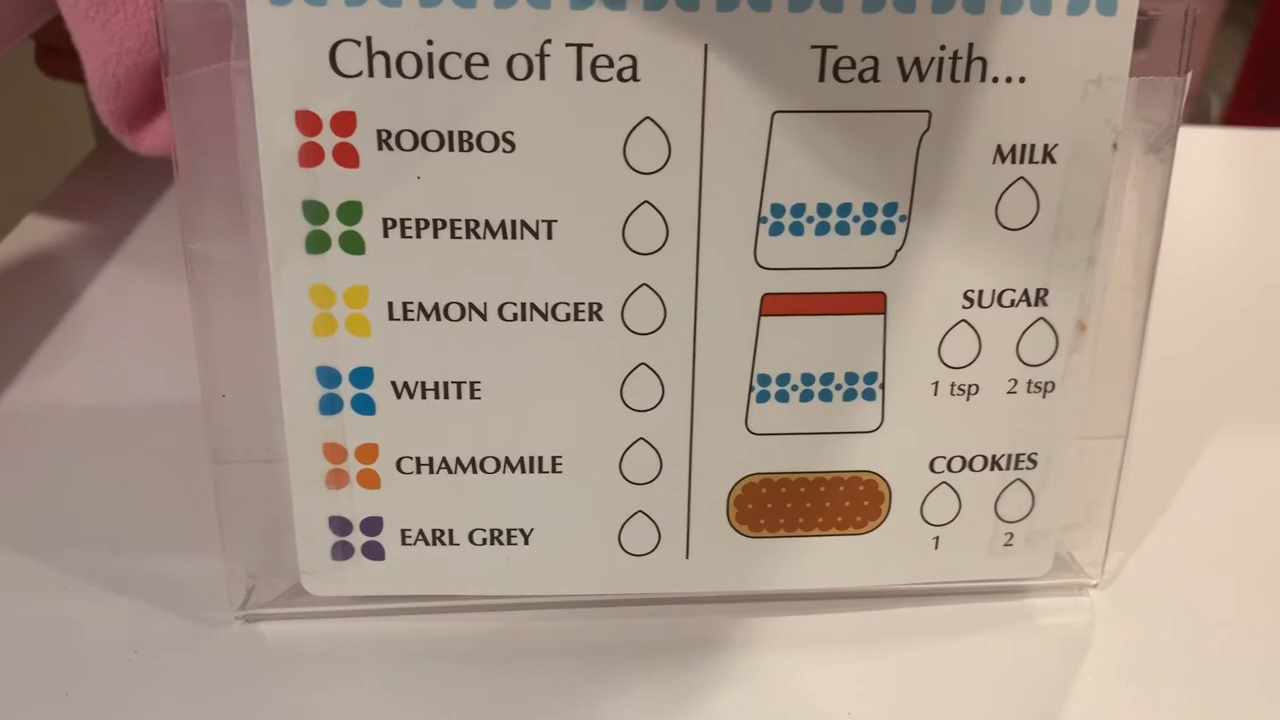 Choice of Tea
ROOIBOS
PEPPERMINT
LEMON GINGER
WHITE
CHAMOMILE
EARL GREY
Tea with...
MILK
SUGAR
1 tsp 2 tsp
COOKIES
1 2